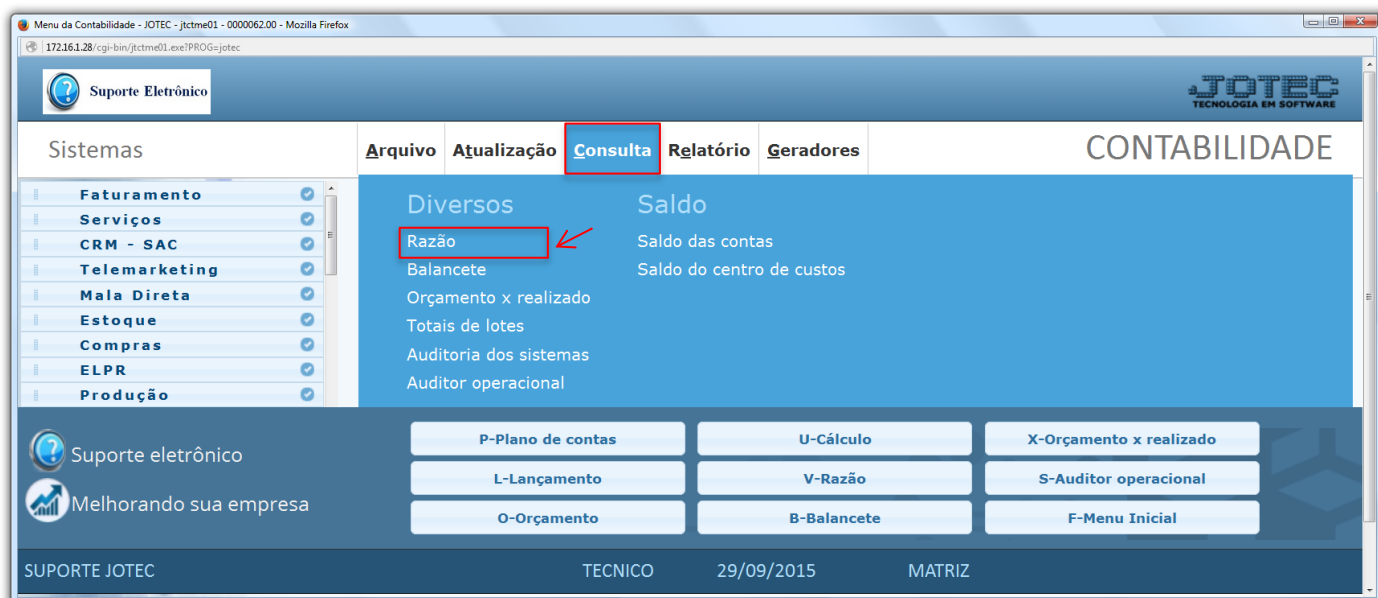 Menu da Contabilidade - JOTEC - jtctme01 - 0000062.00 - Mozilla Firefox
172.16.1.28/cgi-bin/jtctme01.exe?PROG=jotec
Suporte Eletrônico
JOTEC
TECNOLOGIA EM SOFTWARE
Sistemas
Arquivo Atualização Consulta Relatório Geradores
CONTABILIDADE
Faturamento
Serviços
CRM - SAC
Telemarketing
Mala Direta
Estoque
Compras
ELPR
Produção
Diversos
Razão
Balancete
Orçamento x realizado
Totais de lotes
Auditoria dos sistemas
Auditor operacional
Saldo
Saldo das contas
Saldo do centro de custos
Suporte eletrônico
Melhorando sua empresa
P-Plano de contas
U-Cálculo
X-Orçamento x realizado
L-Lançamento
V-Razão
S-Auditor operacional
O-Orçamento
B-Balancete
F-Menu Inicial
SUPORTE JOTEC
TECNICO
29/09/2015
MATRIZ